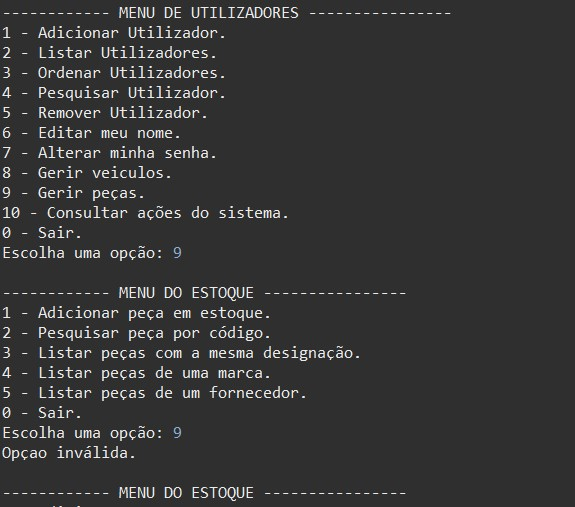 ------------ MENU DE UTILIZADORES ----------------
1 - Adicionar Utilizador.
2 - Listar Utilizadores.
3 - Ordenar Utilizadores.
4 - Pesquisar Utilizador.
5 - Remover Utilizador.
6 - Editar meu nome.
7 - Alterar minha senha.
8 - Gerir veiculos.
9 - Gerir peças.
10 - Consultar ações do sistema.
0 - Sair.
Escolha uma opção: 9
------------ MENU DO ESTOQUE ----------------
1 - Adicionar peça em estoque.
2 - Pesquisar peça por código.
3 - Listar peças com a mesma designação.
4 - Listar peças de uma marca.
5 - Listar peças de um fornecedor.
0 - Sair.
Escolha uma opção: 9
Opçao inválida.
------------ MENU DO ESTOQUE ----------------